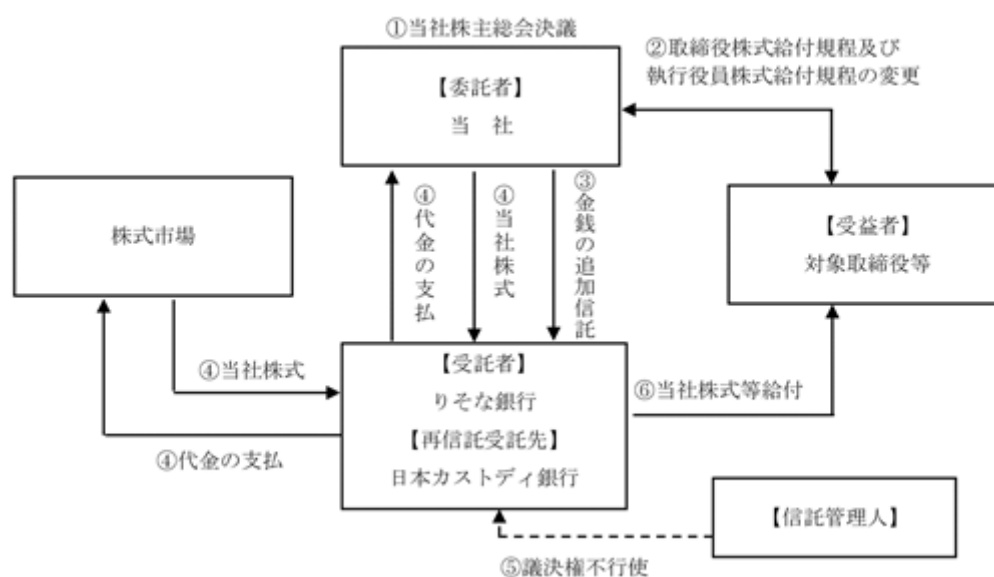 ①当社株主総会決議
②取締役株式給付規程及び
執行役員株式給付規程の変更
【委託者】
当　社
④代金の支払
④当社株式
③金銭の追加信託
株式市場
【受益者】
対象取締役等
④当社株式
④代金の支払
【受託者】
りそな銀行
【再信託受託先】
日本カストディ銀行
⑥当社株式等給付
【信託管理人】
⑤議決権不行使